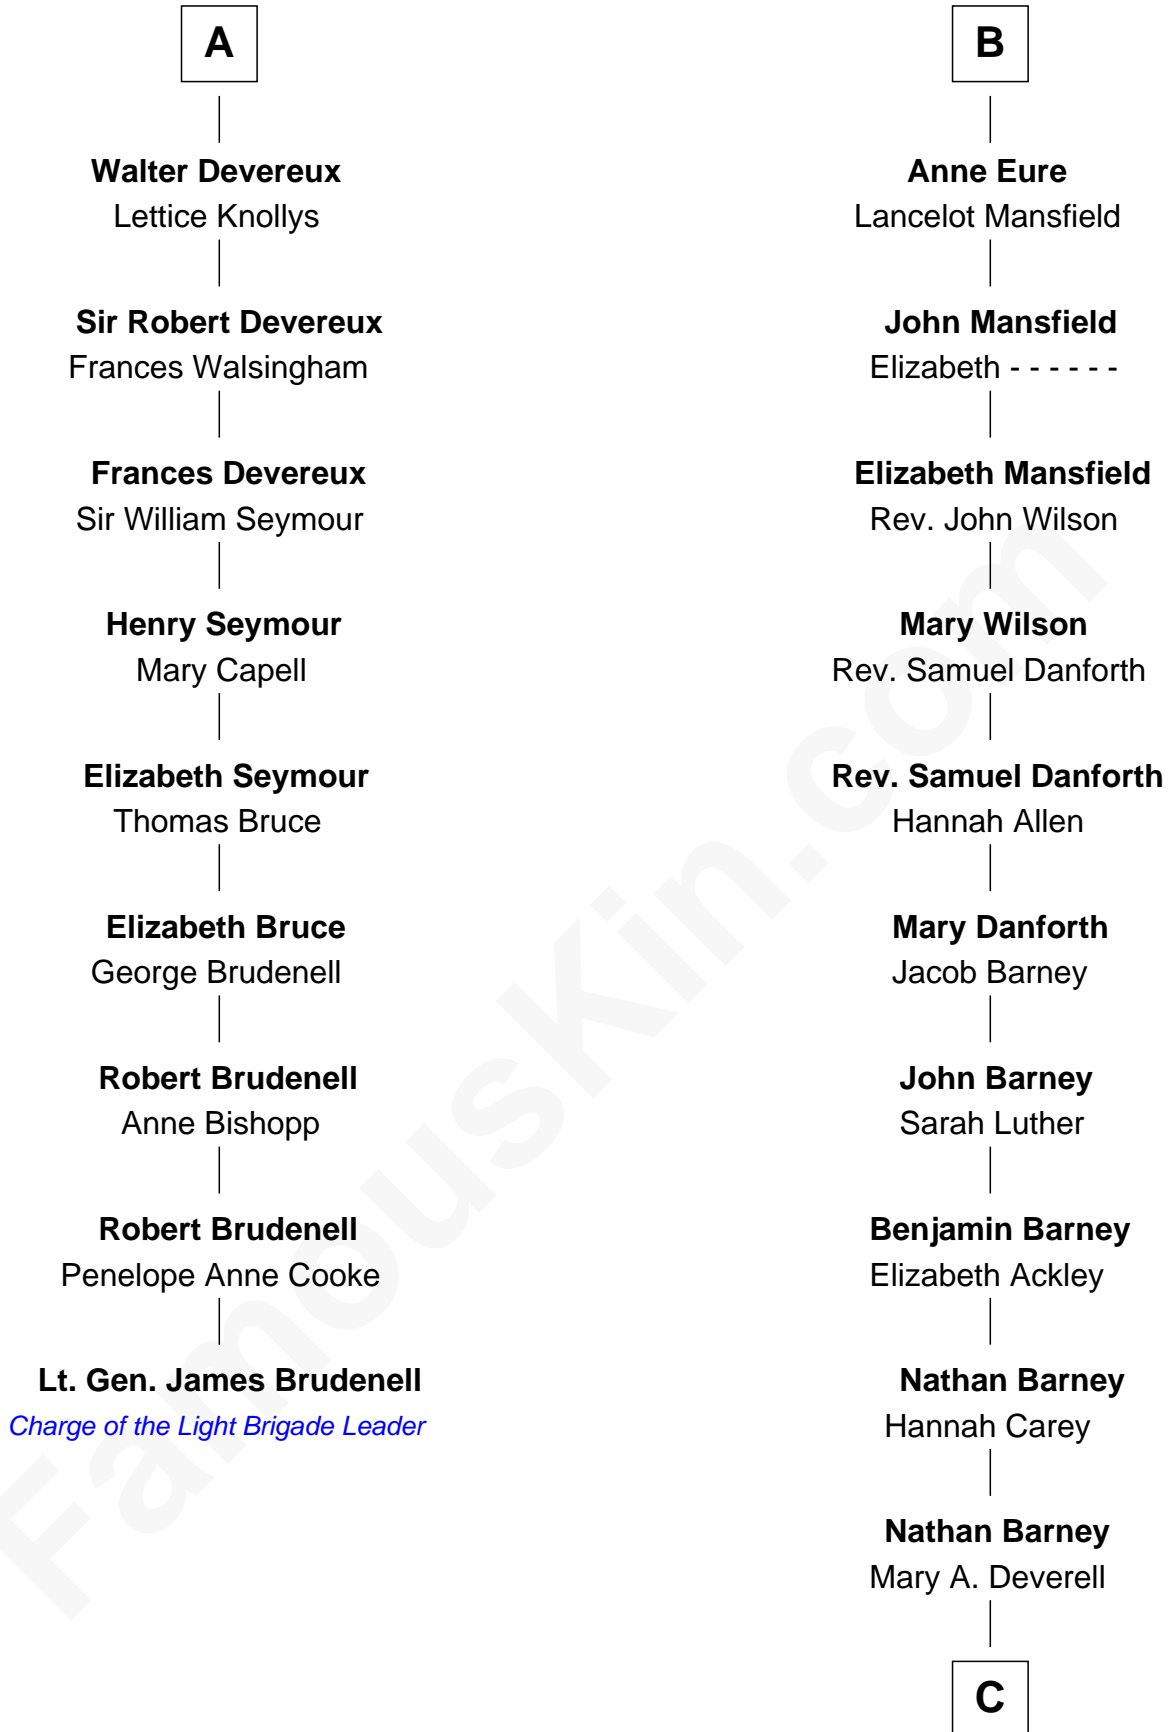 A
Walter Devereux
Lettice Knollys
Sir Robert Devereux
Frances Walsingham
Frances Devereux
Sir William Seymour
Henry Seymour
Mary Capell
Elizabeth Seymour
Thomas Bruce
Elizabeth Bruce
George Brudenell
Robert Brudenell
Anne Bishopp
Robert Brudenell
Penelope Anne Cooke
Lt. Gen. James Brudenell
Charge of the Light Brigade Leader
B
Anne Eure
Lancelot Mansfield
John Mansfield
Elizabeth - - - - - -
Elizabeth Mansfield
Rev. John Wilson
Mary Wilson
Rev. Samuel Danforth
Rev. Samuel Danforth
Hannah Allen
Mary Danforth
Jacob Barney
John Barney
Sarah Luther
Benjamin Barney
Elizabeth Ackley
Nathan Barney
Hannah Carey
Nathan Barney
Mary A. Deverell
C
FamousKin.com